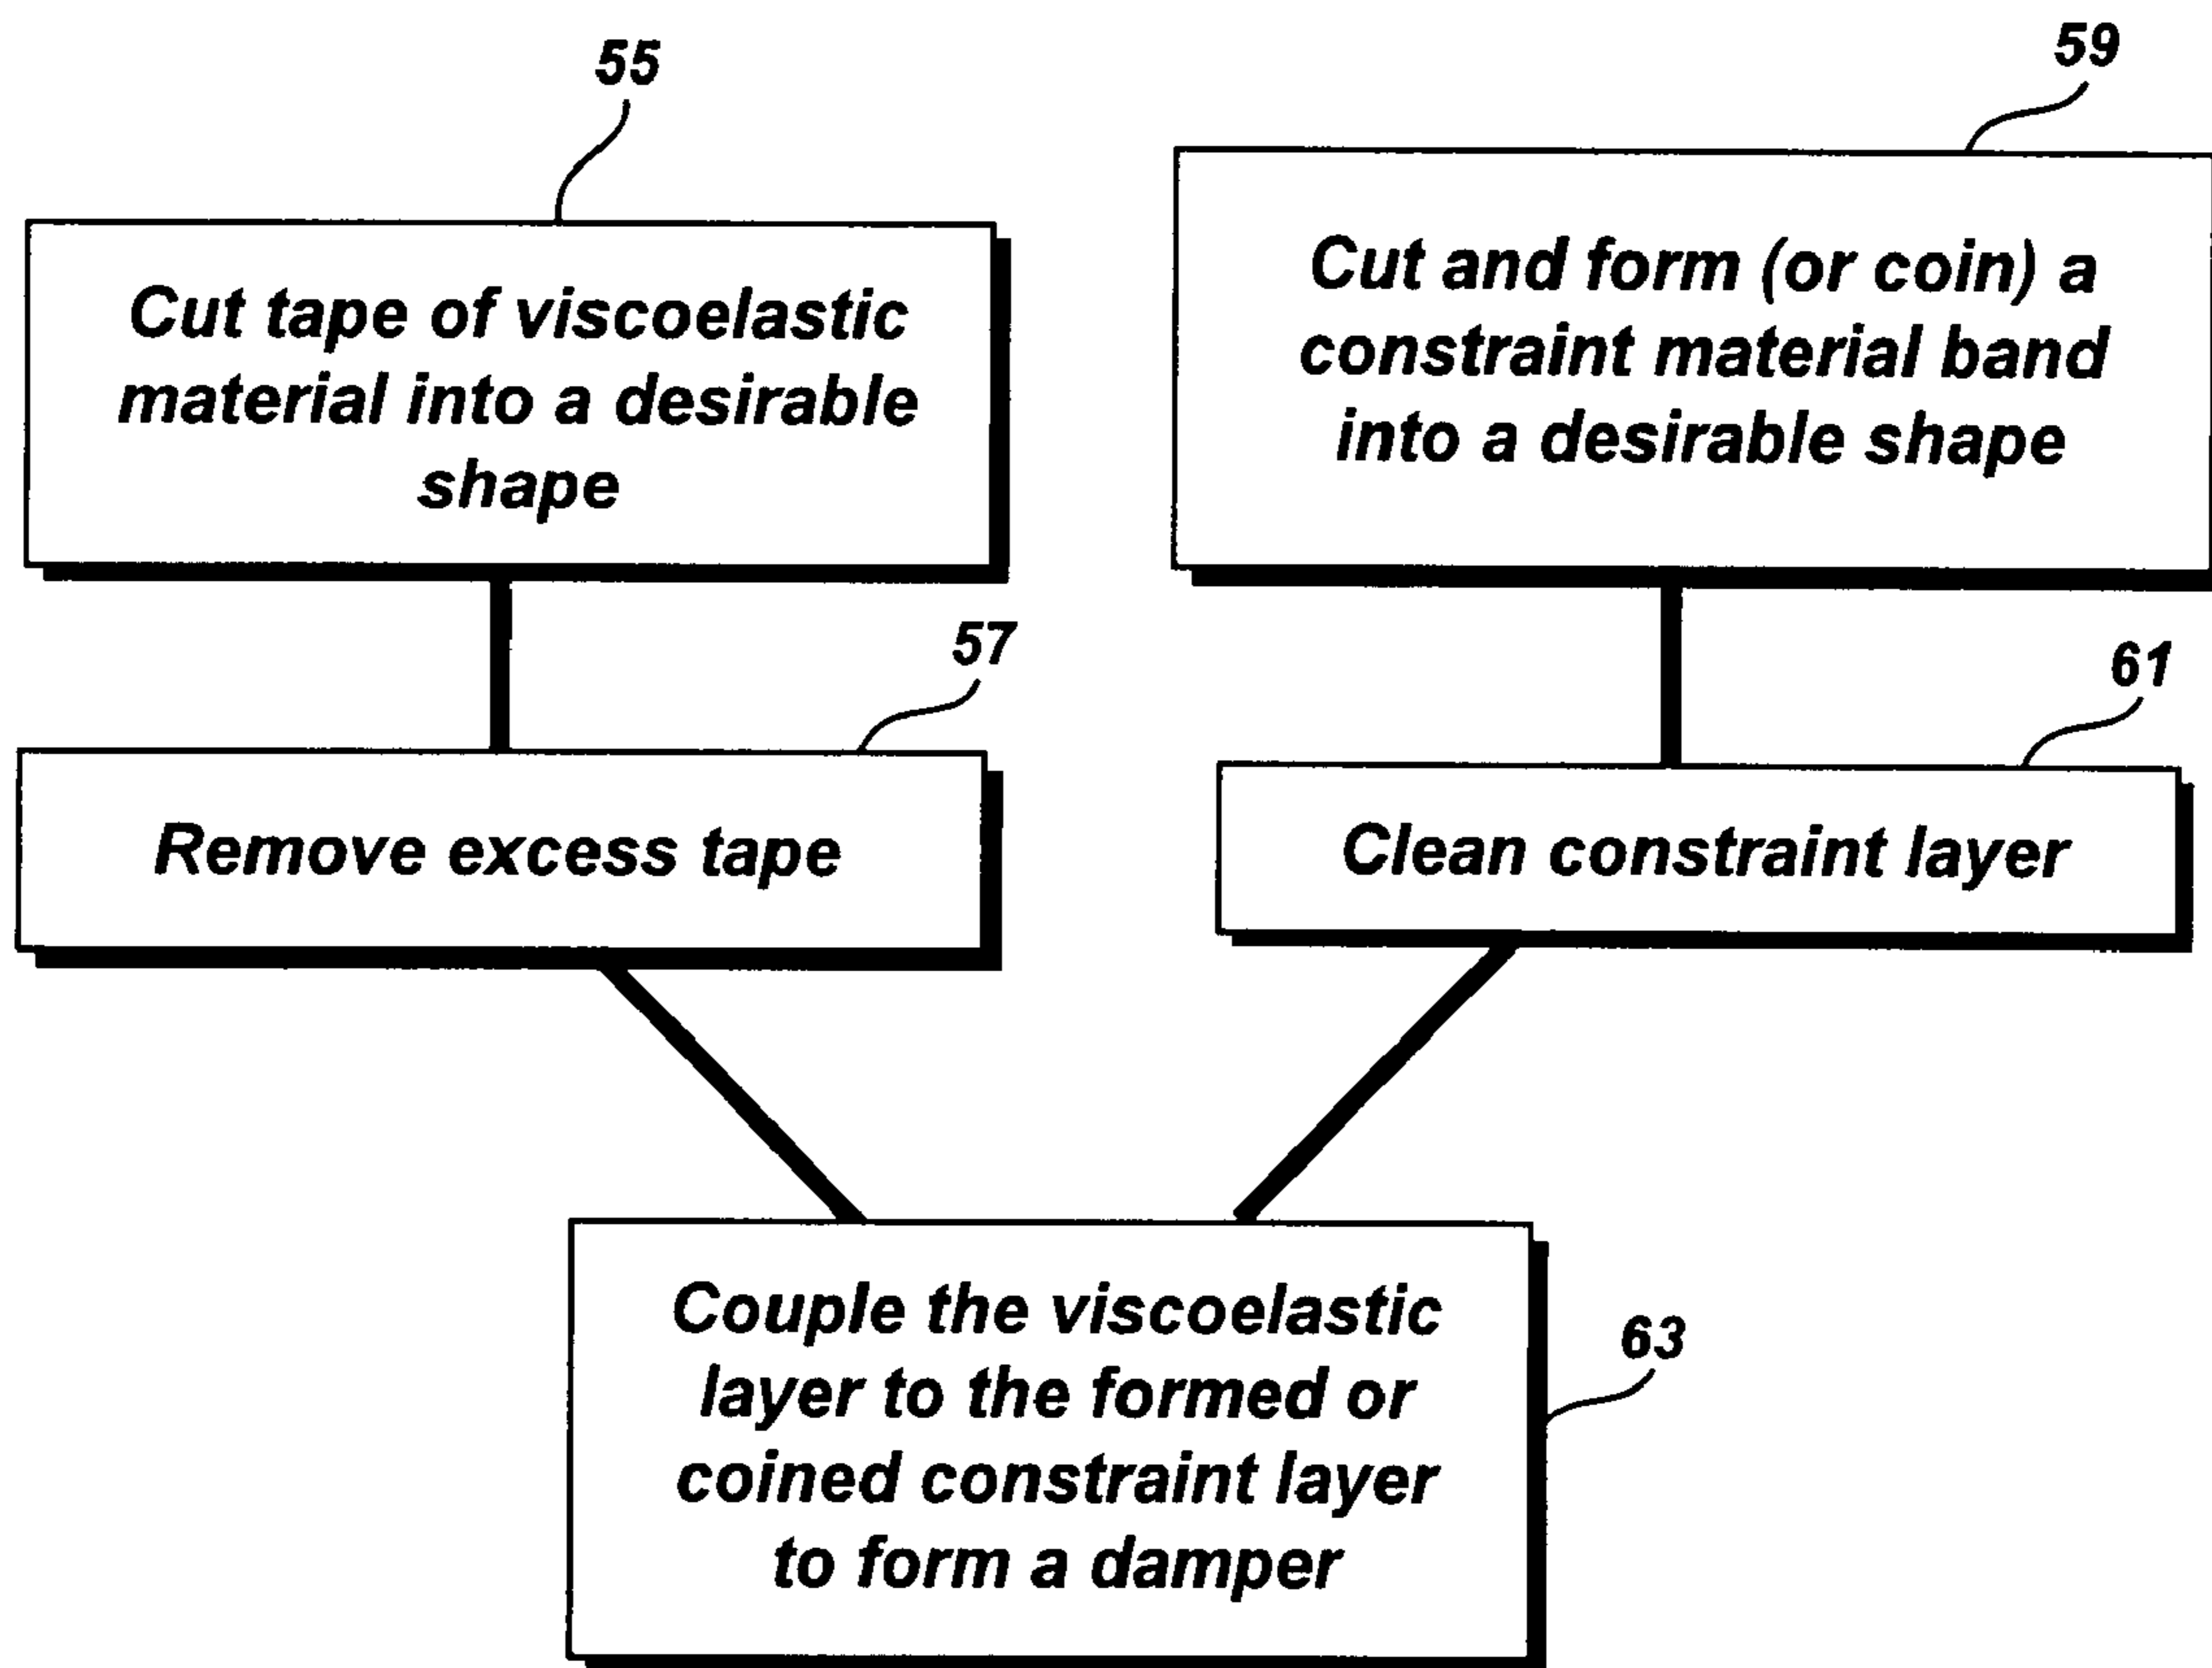 55
Cut tape of viscoelastic
material into a desirable
shape
59
Cut and form (or coin) a
constraint material band
into a desirable shape
57
Remove excess tape
61
Clean constraint layer
Couple the viscoelastic
layer to the formed or
coined constraint layer
to form a damper
63